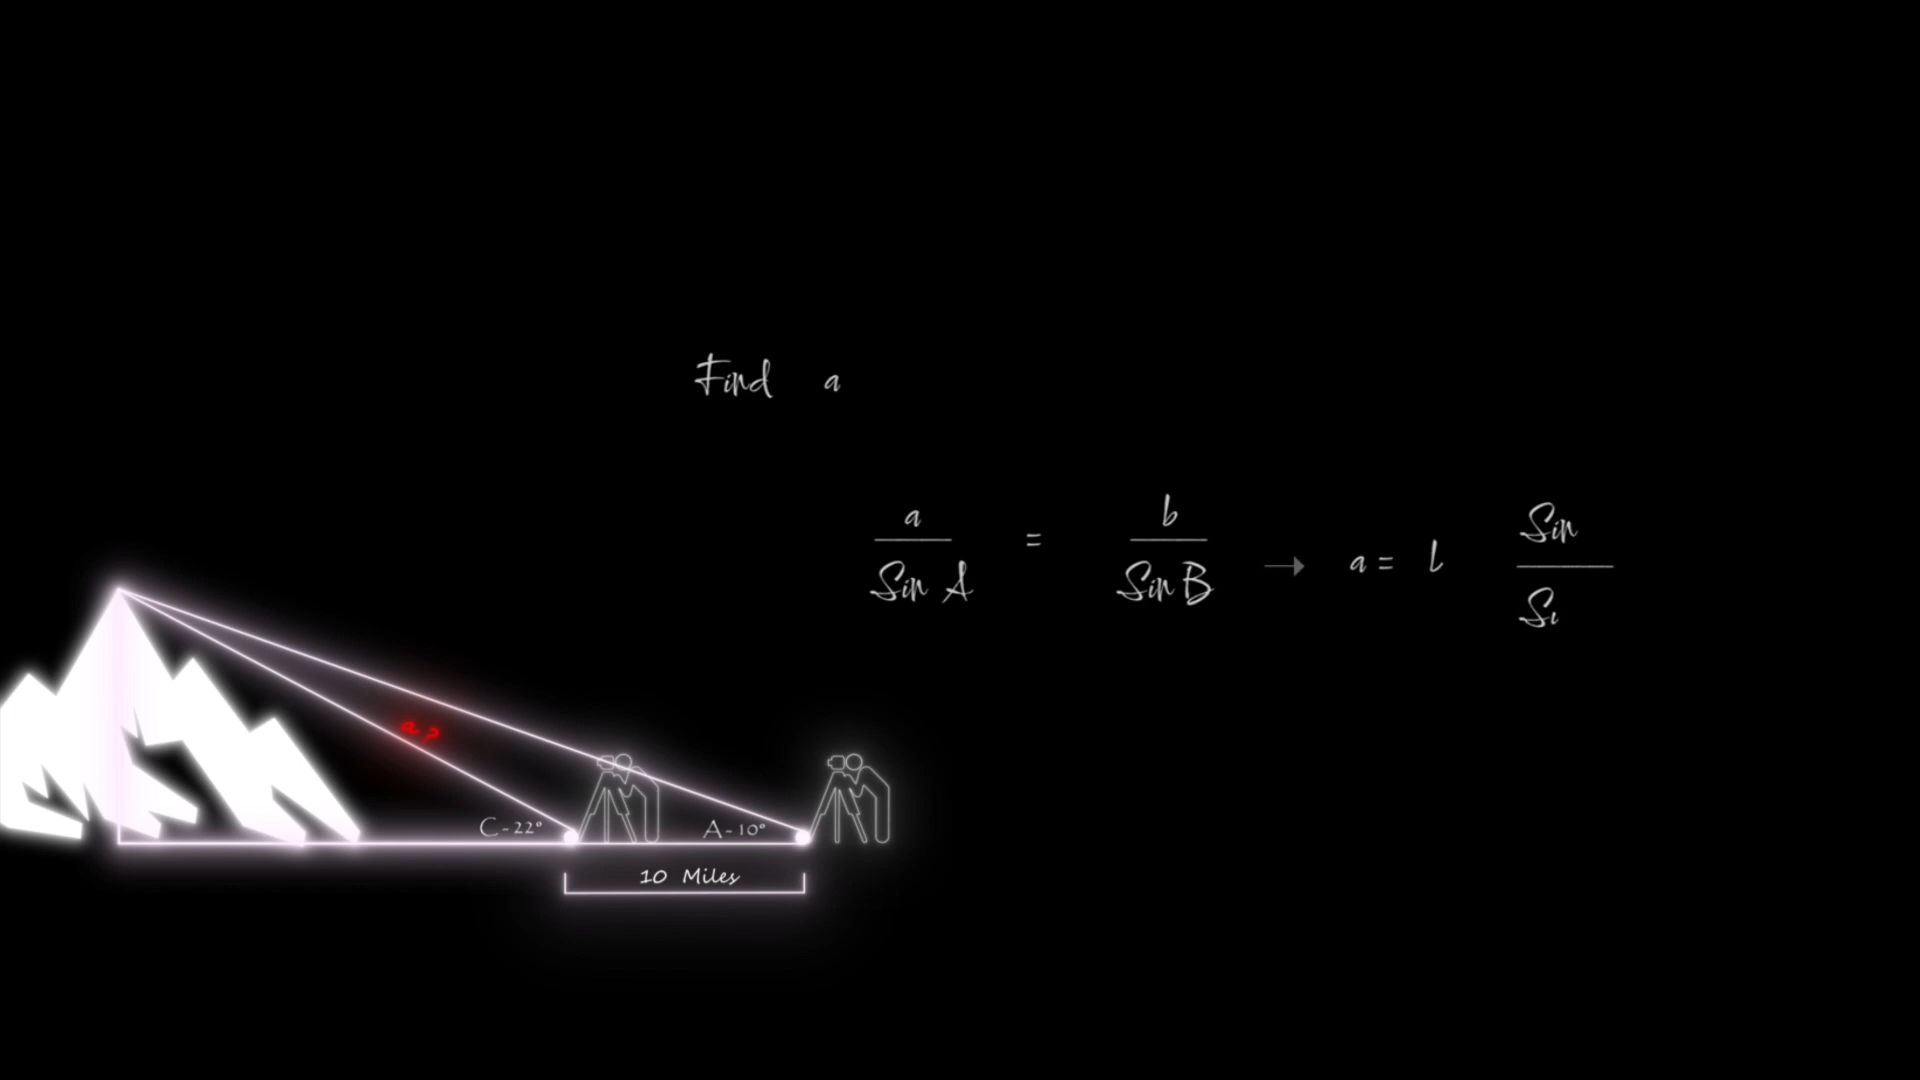 Find a
a / Sin A = b / Sin B → a = l Sin / Si
a ?
C-22° A-10°
10 Miles